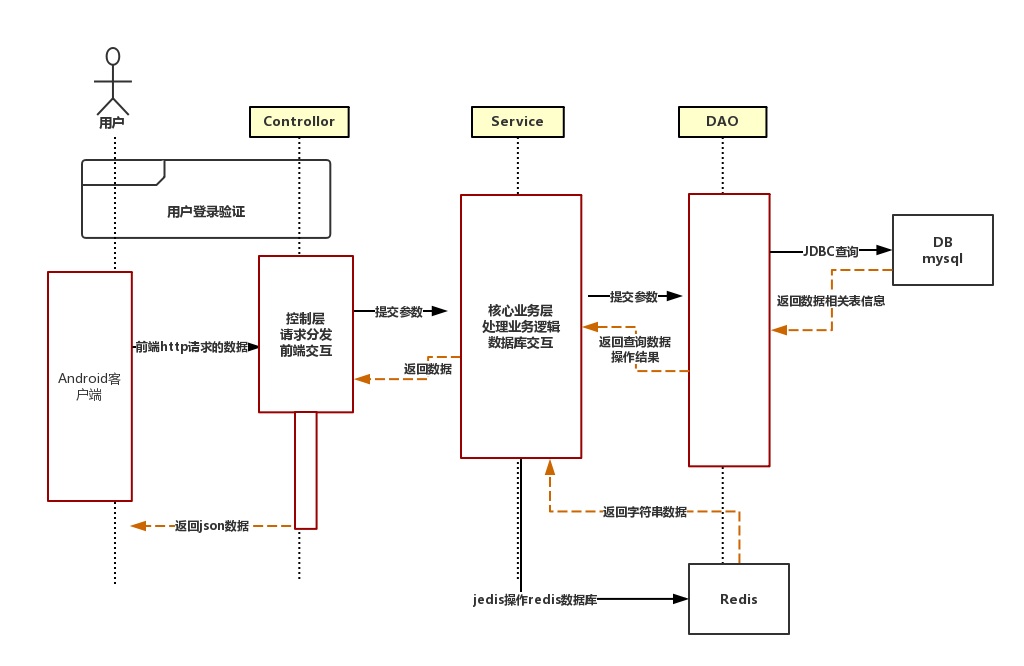 用户
Controllor
Service
DAO
用户登录验证
DB
mysql
JDBC查询
返回数据相关表信息
提交参数
提交参数
核心业务层
处理业务逻辑
数据库交互
控制层
请求分发
前端交互
前端http请求的数据
返回查询数据
操作结果
返回数据
Android客
户端
返回字符串数据
返回json数据
jedis操作redis数据库
Redis